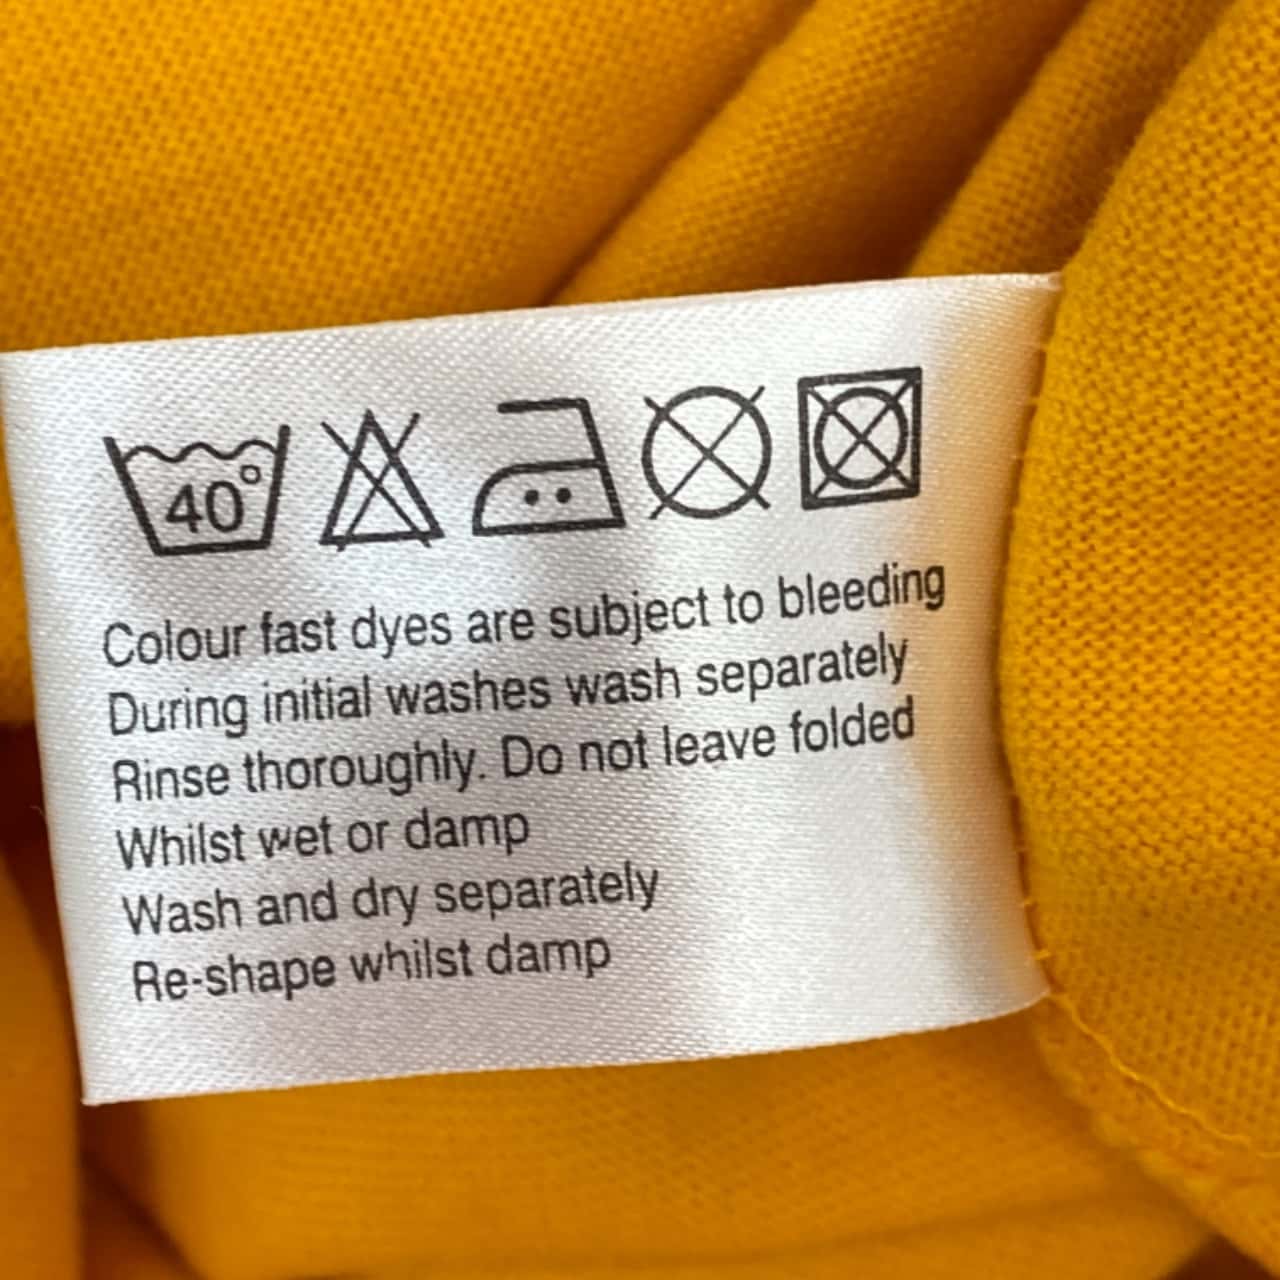 40°
Colour fast dyes are subject to bleeding
During initial washes wash separately
Rinse thoroughly. Do not leave folded
Whilst wet or damp
Wash and dry separately
Re-shape whilst damp